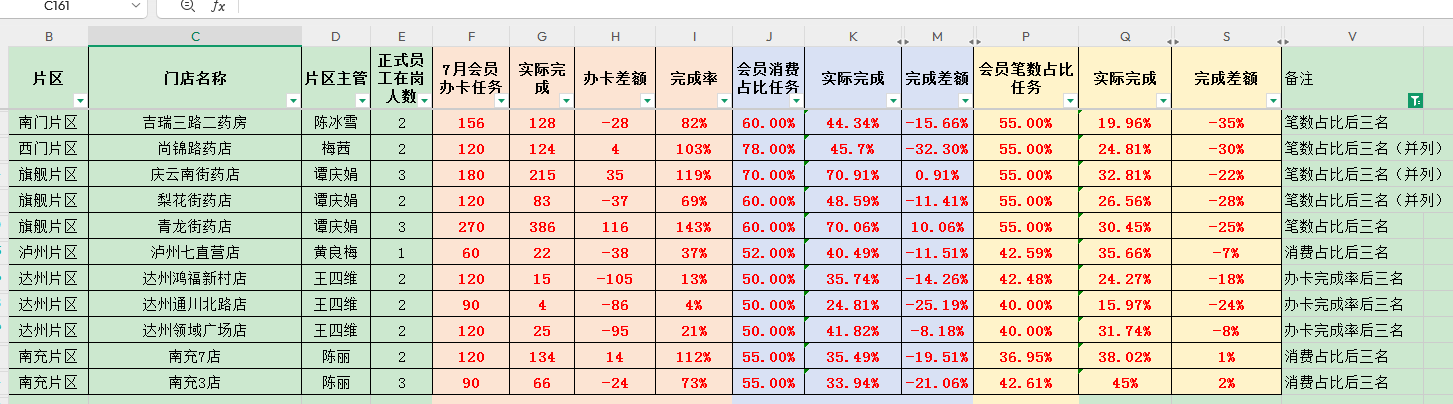 C161 fx
B C D E F G H I J K M P Q S V
片区 门店名称 片区主管 正式员工在岗人数 7月会员办卡任务 实际完成 办卡差额 完成率 会员消费占比任务 实际完成 完成差额 会员笔数占比任务 实际完成 完成差额 备注
南门片区 吉瑞三路二药房 陈冰雪 2 156 128 -28 82% 60.00% 44.34% -15.66% 55.00% 19.96% -35% 笔数占比后三名
西门片区 尚锦路药店 梅茜 2 120 124 4 103% 78.00% 45.7% -32.30% 55.00% 24.81% -30% 笔数占比后三名（并列）
旗舰片区 庆云南街药店 谭庆娟 3 180 215 35 119% 70.00% 70.91% 0.91% 55.00% 32.81% -22% 笔数占比后三名（并列）
旗舰片区 梨花街药店 谭庆娟 2 120 83 -37 69% 60.00% 48.59% -11.41% 55.00% 26.56% -28% 笔数占比后三名（并列）
旗舰片区 青龙街药店 谭庆娟 3 270 386 116 143% 60.00% 70.06% 10.06% 55.00% 30.45% -25% 笔数占比后三名
泸州片区 泸州七直营店 黄良梅 1 60 22 -38 37% 52.00% 40.49% -11.51% 42.59% 35.66% -7% 消费占比后三名
达州片区 达州鸿福新村店 王四维 2 120 15 -105 13% 50.00% 35.74% -14.26% 42.48% 24.27% -18% 办卡完成率后三名
达州片区 达州通川北路店 王四维 2 90 4 -86 4% 50.00% 24.81% -25.19% 40.00% 15.97% -24% 办卡完成率后三名
达州片区 达州领域广场店 王四维 2 120 25 -95 21% 50.00% 41.82% -8.18% 40.00% 31.74% -8% 办卡完成率后三名
南充片区 南充7店 陈丽 2 120 134 14 112% 55.00% 35.49% -19.51% 36.95% 38.02% 1% 消费占比后三名
南充片区 南充3店 陈丽 3 90 66 -24 73% 55.00% 33.94% -21.06% 42.61% 45% 2% 消费占比后三名